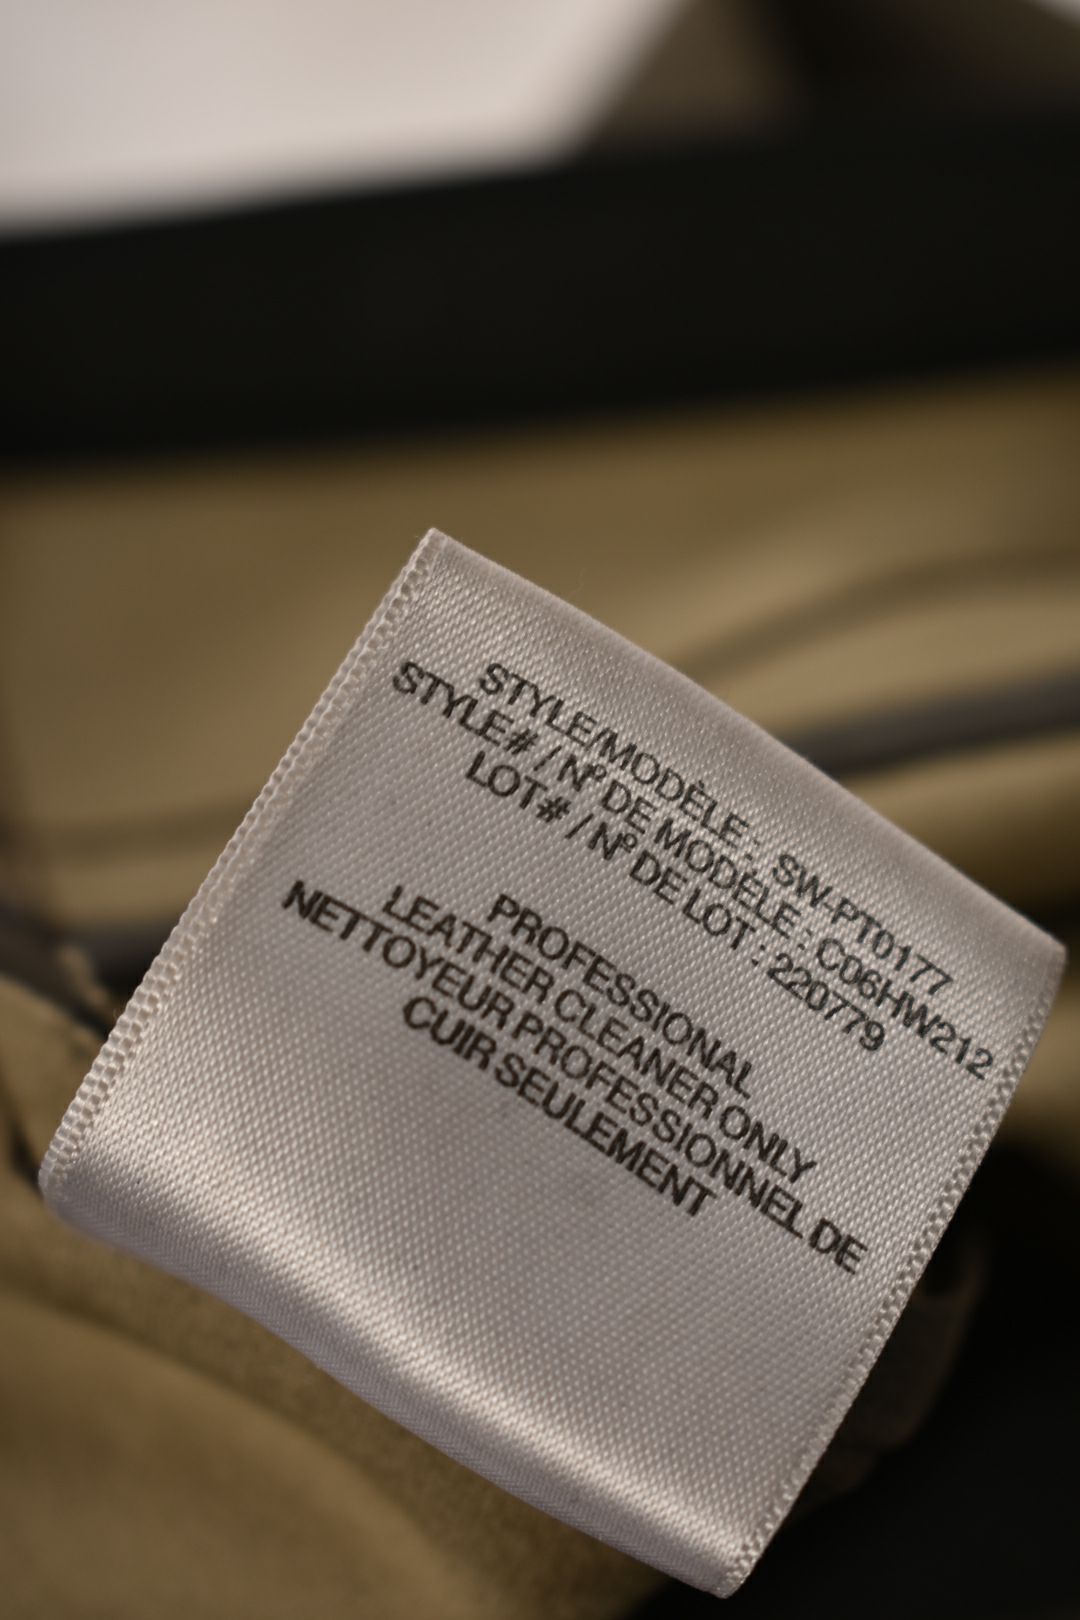 STYLE/MODÈLE : SW-PT0177
STYLE# / Nº DE MODÈLE : C06HW212
LOT# / Nº DE LOT : 220779
PROFESSIONAL
LEATHER CLEANER ONLY
NETTOYEUR PROFESSIONNEL DE
CUIR SEULEMENT